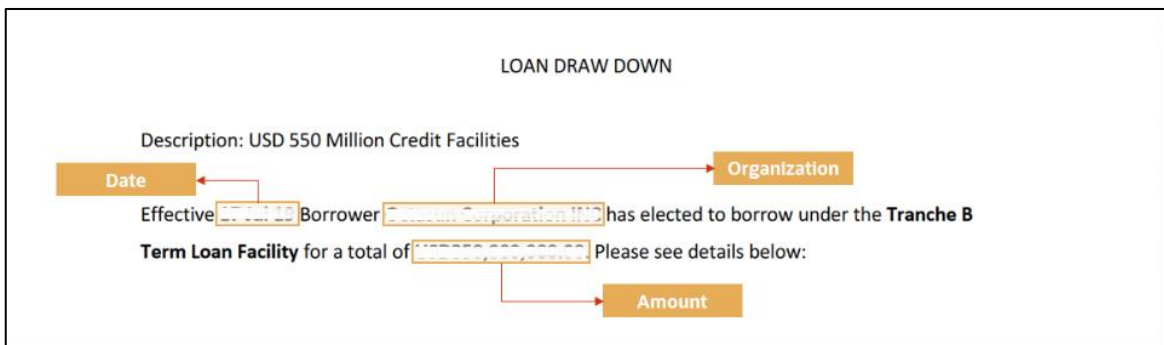 LOAN DRAW DOWN
Description: USD 550 Million Credit Facilities
Organization
Date
Effective Borrower Corporation has elected to borrow under the Tranche B
Term Loan Facility for a total of Please see details below:
Amount